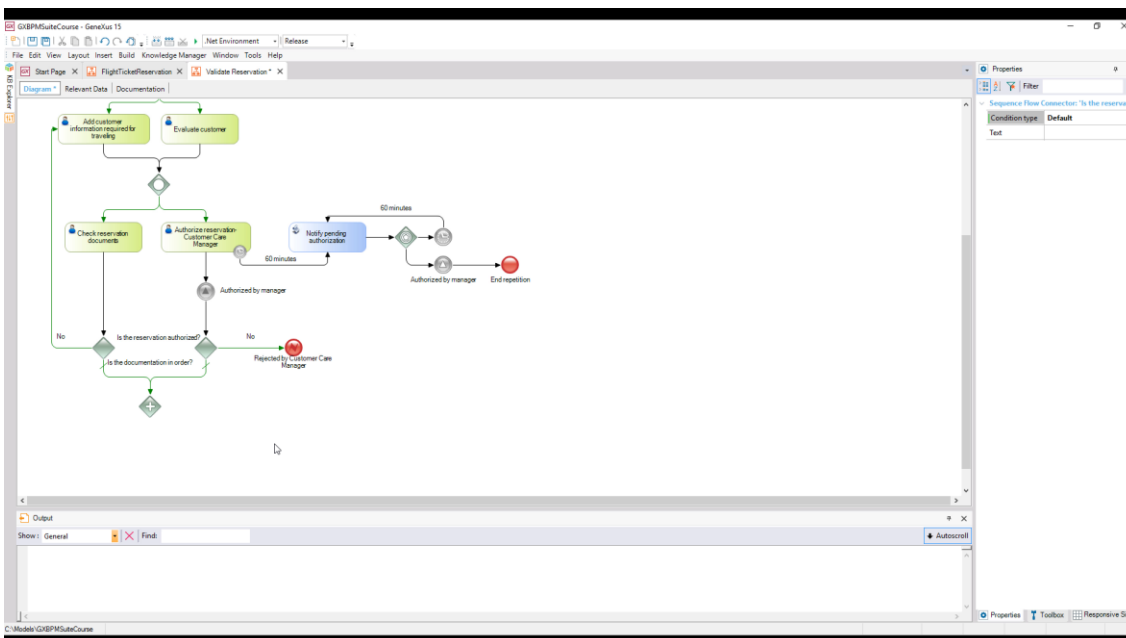 GX GXBPMSuiteCourse - GeneXus 15
.Net Environment Release
File Edit View Layout Insert Build Knowledge Manager Window Tools Help
GX Start Page X FlightTicketReservation X Validate Reservation * X
Properties
KB Explorer
Diagram * Relevant Data Documentation
Filter
Sequence Flow Connector: 'Is the reserva
Condition type Default
Text
Add customer
information required for
traveling
Evaluate customer
Check reservation
documents
Authorize reservation-
Customer Care
Manager
60 minutes
Notify pending
authorization
60 minutes
Authorized by manager
End repetition
Authorized by manager
No
Is the reservation authorized?
No
Is the documentation in order?
Rejected by Customer Care
Manager
Output
Show: General Find:
Autoscroll
Properties Toolbox Responsive S
C:\Models\GXBPMSuiteCourse